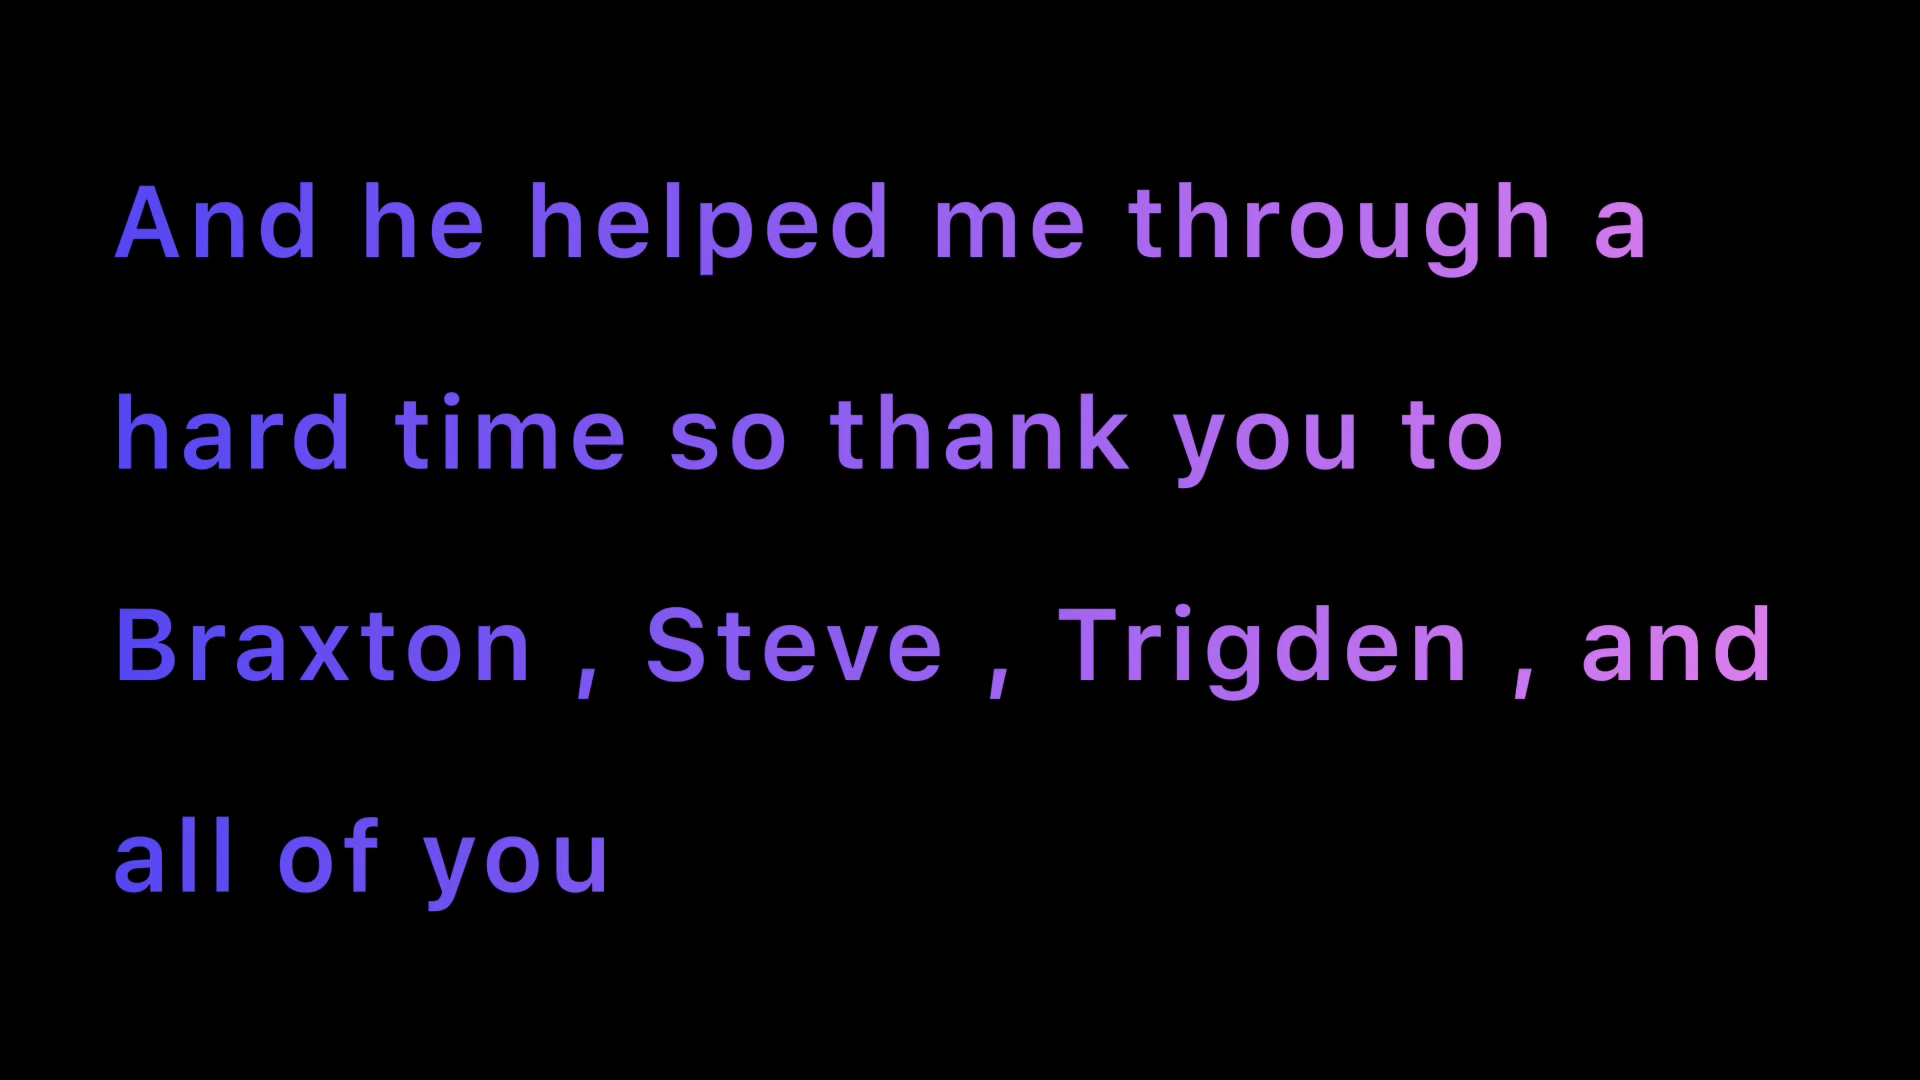 And he helped me through a
hard time so thank you to
Braxton , Steve , Trigden , and
all of you